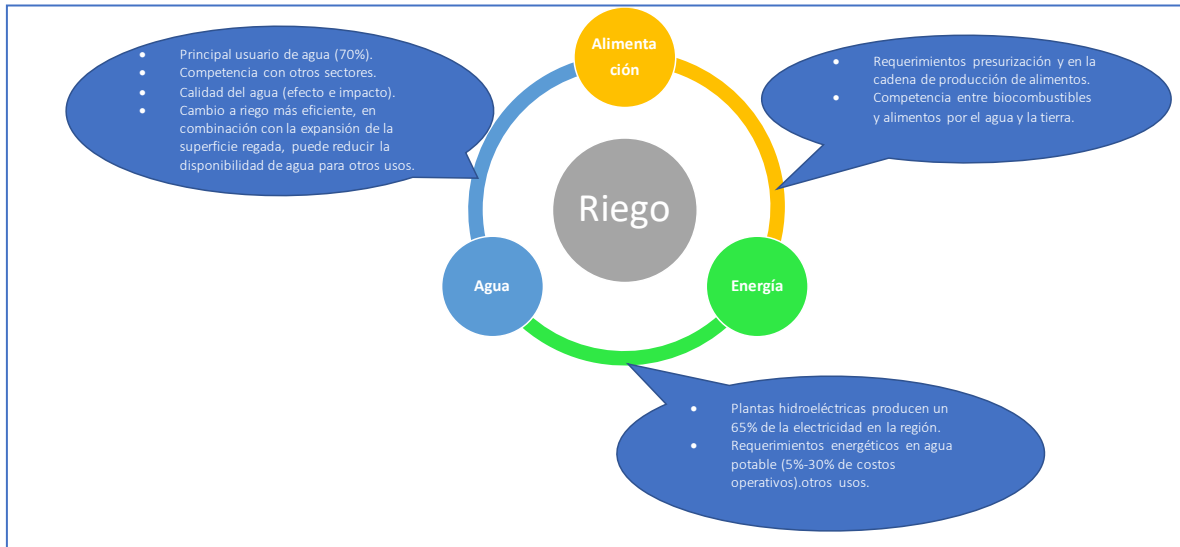 • Principal usuario de agua (70%).
• Competencia con otros sectores.
• Calidad del agua (efecto e impacto).
• Cambio a riego más eficiente, en
combinación con la expansión de la
superficie regada, puede reducir la
disponibilidad de agua para otros usos.
Alimenta
ción
• Requerimientos presurización y en la
cadena de producción de alimentos.
• Competencia entre biocombustibles
y alimentos por el agua y la tierra.
Riego
Agua
Energía
• Plantas hidroeléctricas producen un
65% de la electricidad en la región.
• Requerimientos energéticos en agua
potable (5%-30% de costos
operativos).otros usos.